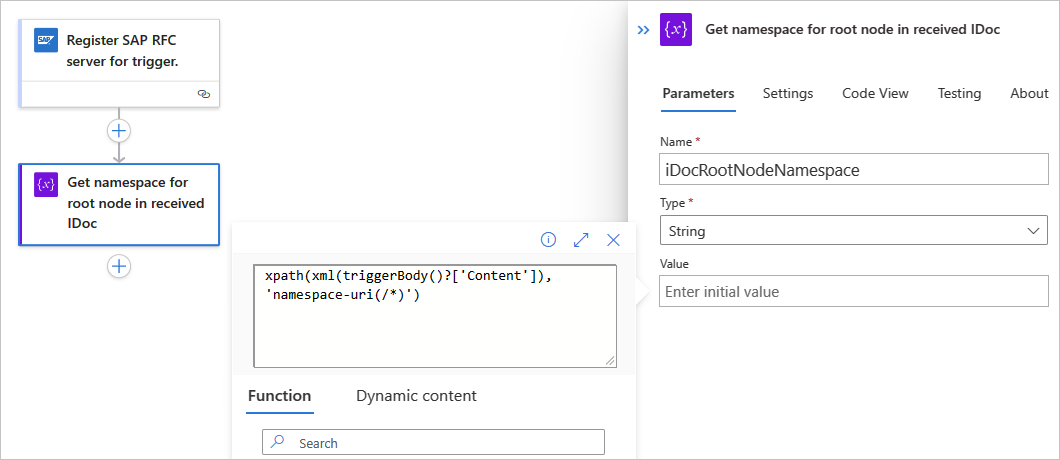 SAP
Register SAP RFC
server for trigger.
{x}
Get namespace for
root node in received
IDoc
xpath(xml(triggerBody()?['Content']),
'namespace-uri(/*)')
Function
Dynamic content
Search
{x}
Get namespace for root node in received IDoc
Parameters
Settings
Code View
Testing
About
Name *
iDocRootNodeNamespace
Type *
String
Value
Enter initial value